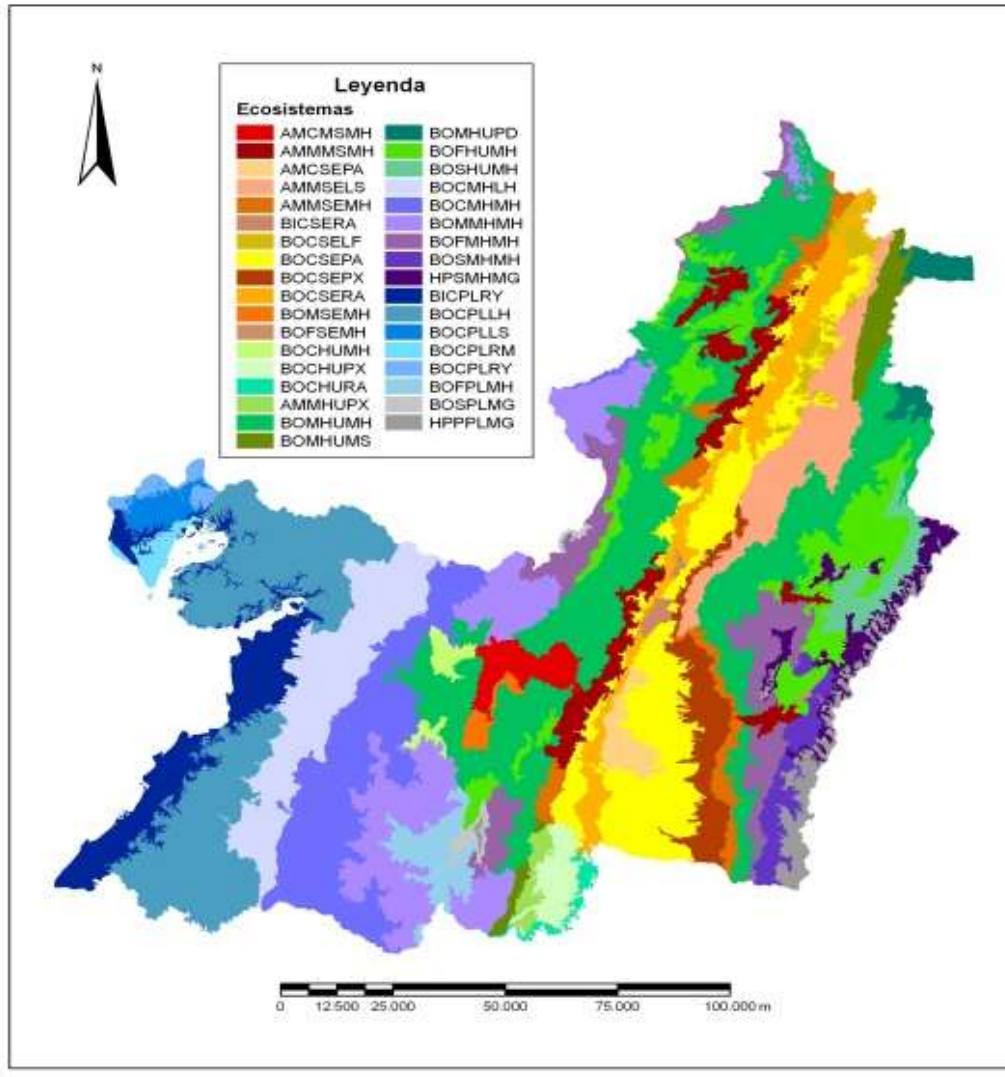 N
Leyenda
Ecosistemas
AMCMSMH
AMMMSMH
AMCSEPA
AMMSELS
AMMSEMH
BICSERA
BOCSELF
BOCSEPA
BOCSEPX
BOCSERA
BOMSEMH
BOFSEMH
BOCHUMH
BOCHUPX
BOCHURA
AMMHUPX
BOMHUMH
BOMHUMS
BOMHUPD
BOFHUMH
BOSHUMH
BOCMHLH
BOCMHMH
BOMMHMH
BOFMHMH
BOSMHMH
HPSMHMG
BICPLRY
BOCPLLH
BOCPLLS
BOCPLRM
BOCPLRY
BOFPLMH
BOSPLMG
HPPPLMG
0 12.500 25.000 50.000 75.000 100.000 m